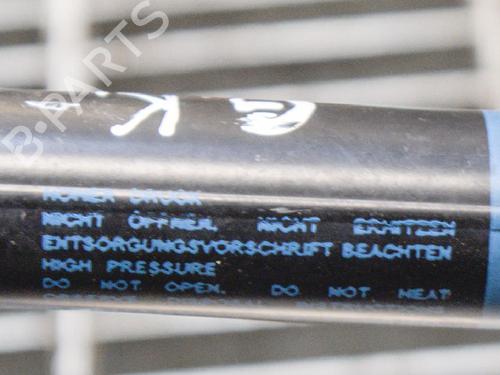 B-PARTS
K
HOHER DRUCK
NICHT ÖFFNEN. NICHT ERHITZEN
ENTSORGUNGSVORSCHRIFT BEACHTEN
HIGH PRESSURE
DO NOT OPEN. DO NOT HEAT